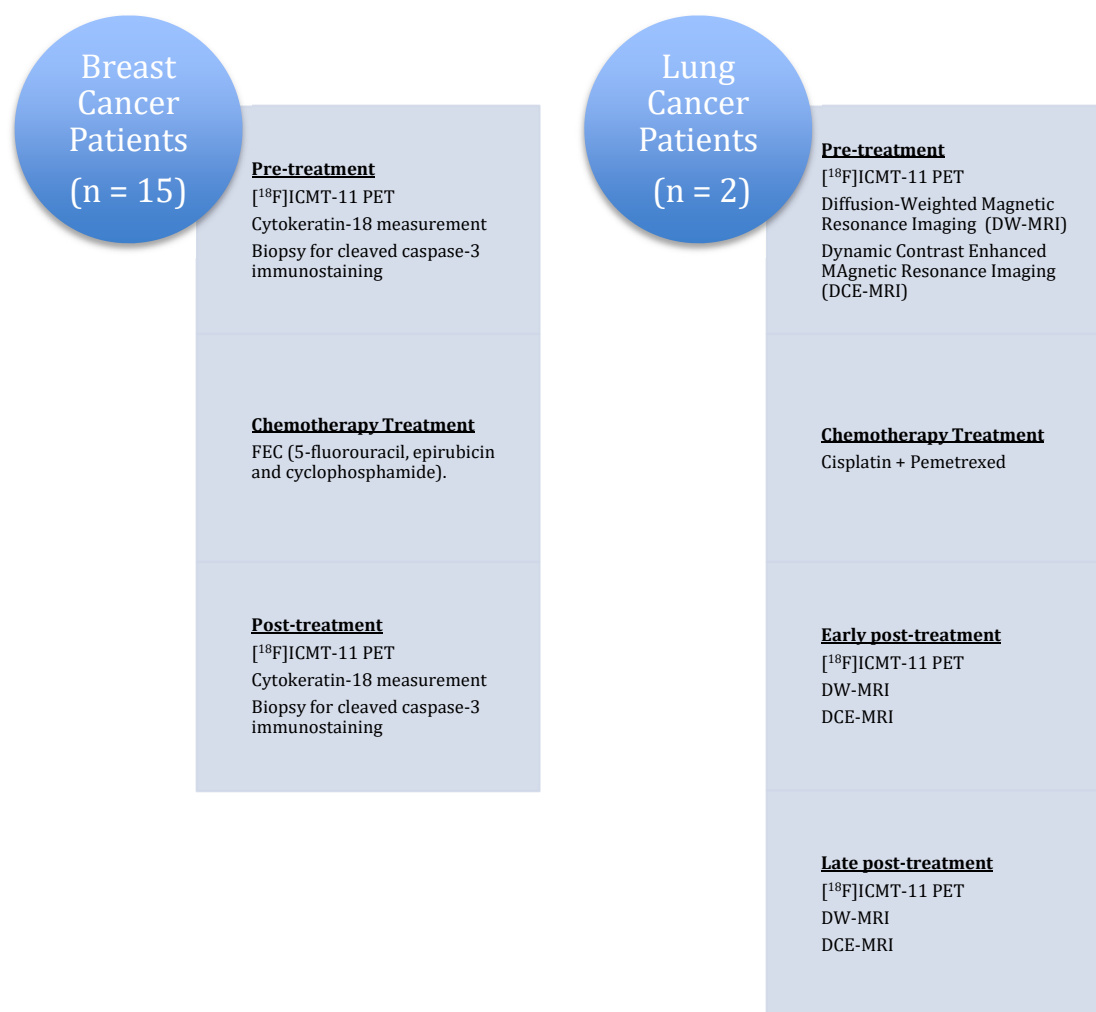 Breast
Cancer
Patients
(n = 15)
Pre-treatment
[¹⁸F]ICMT-11 PET
Cytokeratin-18 measurement
Biopsy for cleaved caspase-3
immunostaining
Chemotherapy Treatment
FEC (5-fluorouracil, epirubicin
and cyclophosphamide).
Post-treatment
[¹⁸F]ICMT-11 PET
Cytokeratin-18 measurement
Biopsy for cleaved caspase-3
immunostaining
Lung
Cancer
Patients
(n = 2)
Pre-treatment
[¹⁸F]ICMT-11 PET
Diffusion-Weighted Magnetic
Resonance Imaging (DW-MRI)
Dynamic Contrast Enhanced
MAgnetic Resonance Imaging
(DCE-MRI)
Chemotherapy Treatment
Cisplatin + Pemetrexed
Early post-treatment
[¹⁸F]ICMT-11 PET
DW-MRI
DCE-MRI
Late post-treatment
[¹⁸F]ICMT-11 PET
DW-MRI
DCE-MRI